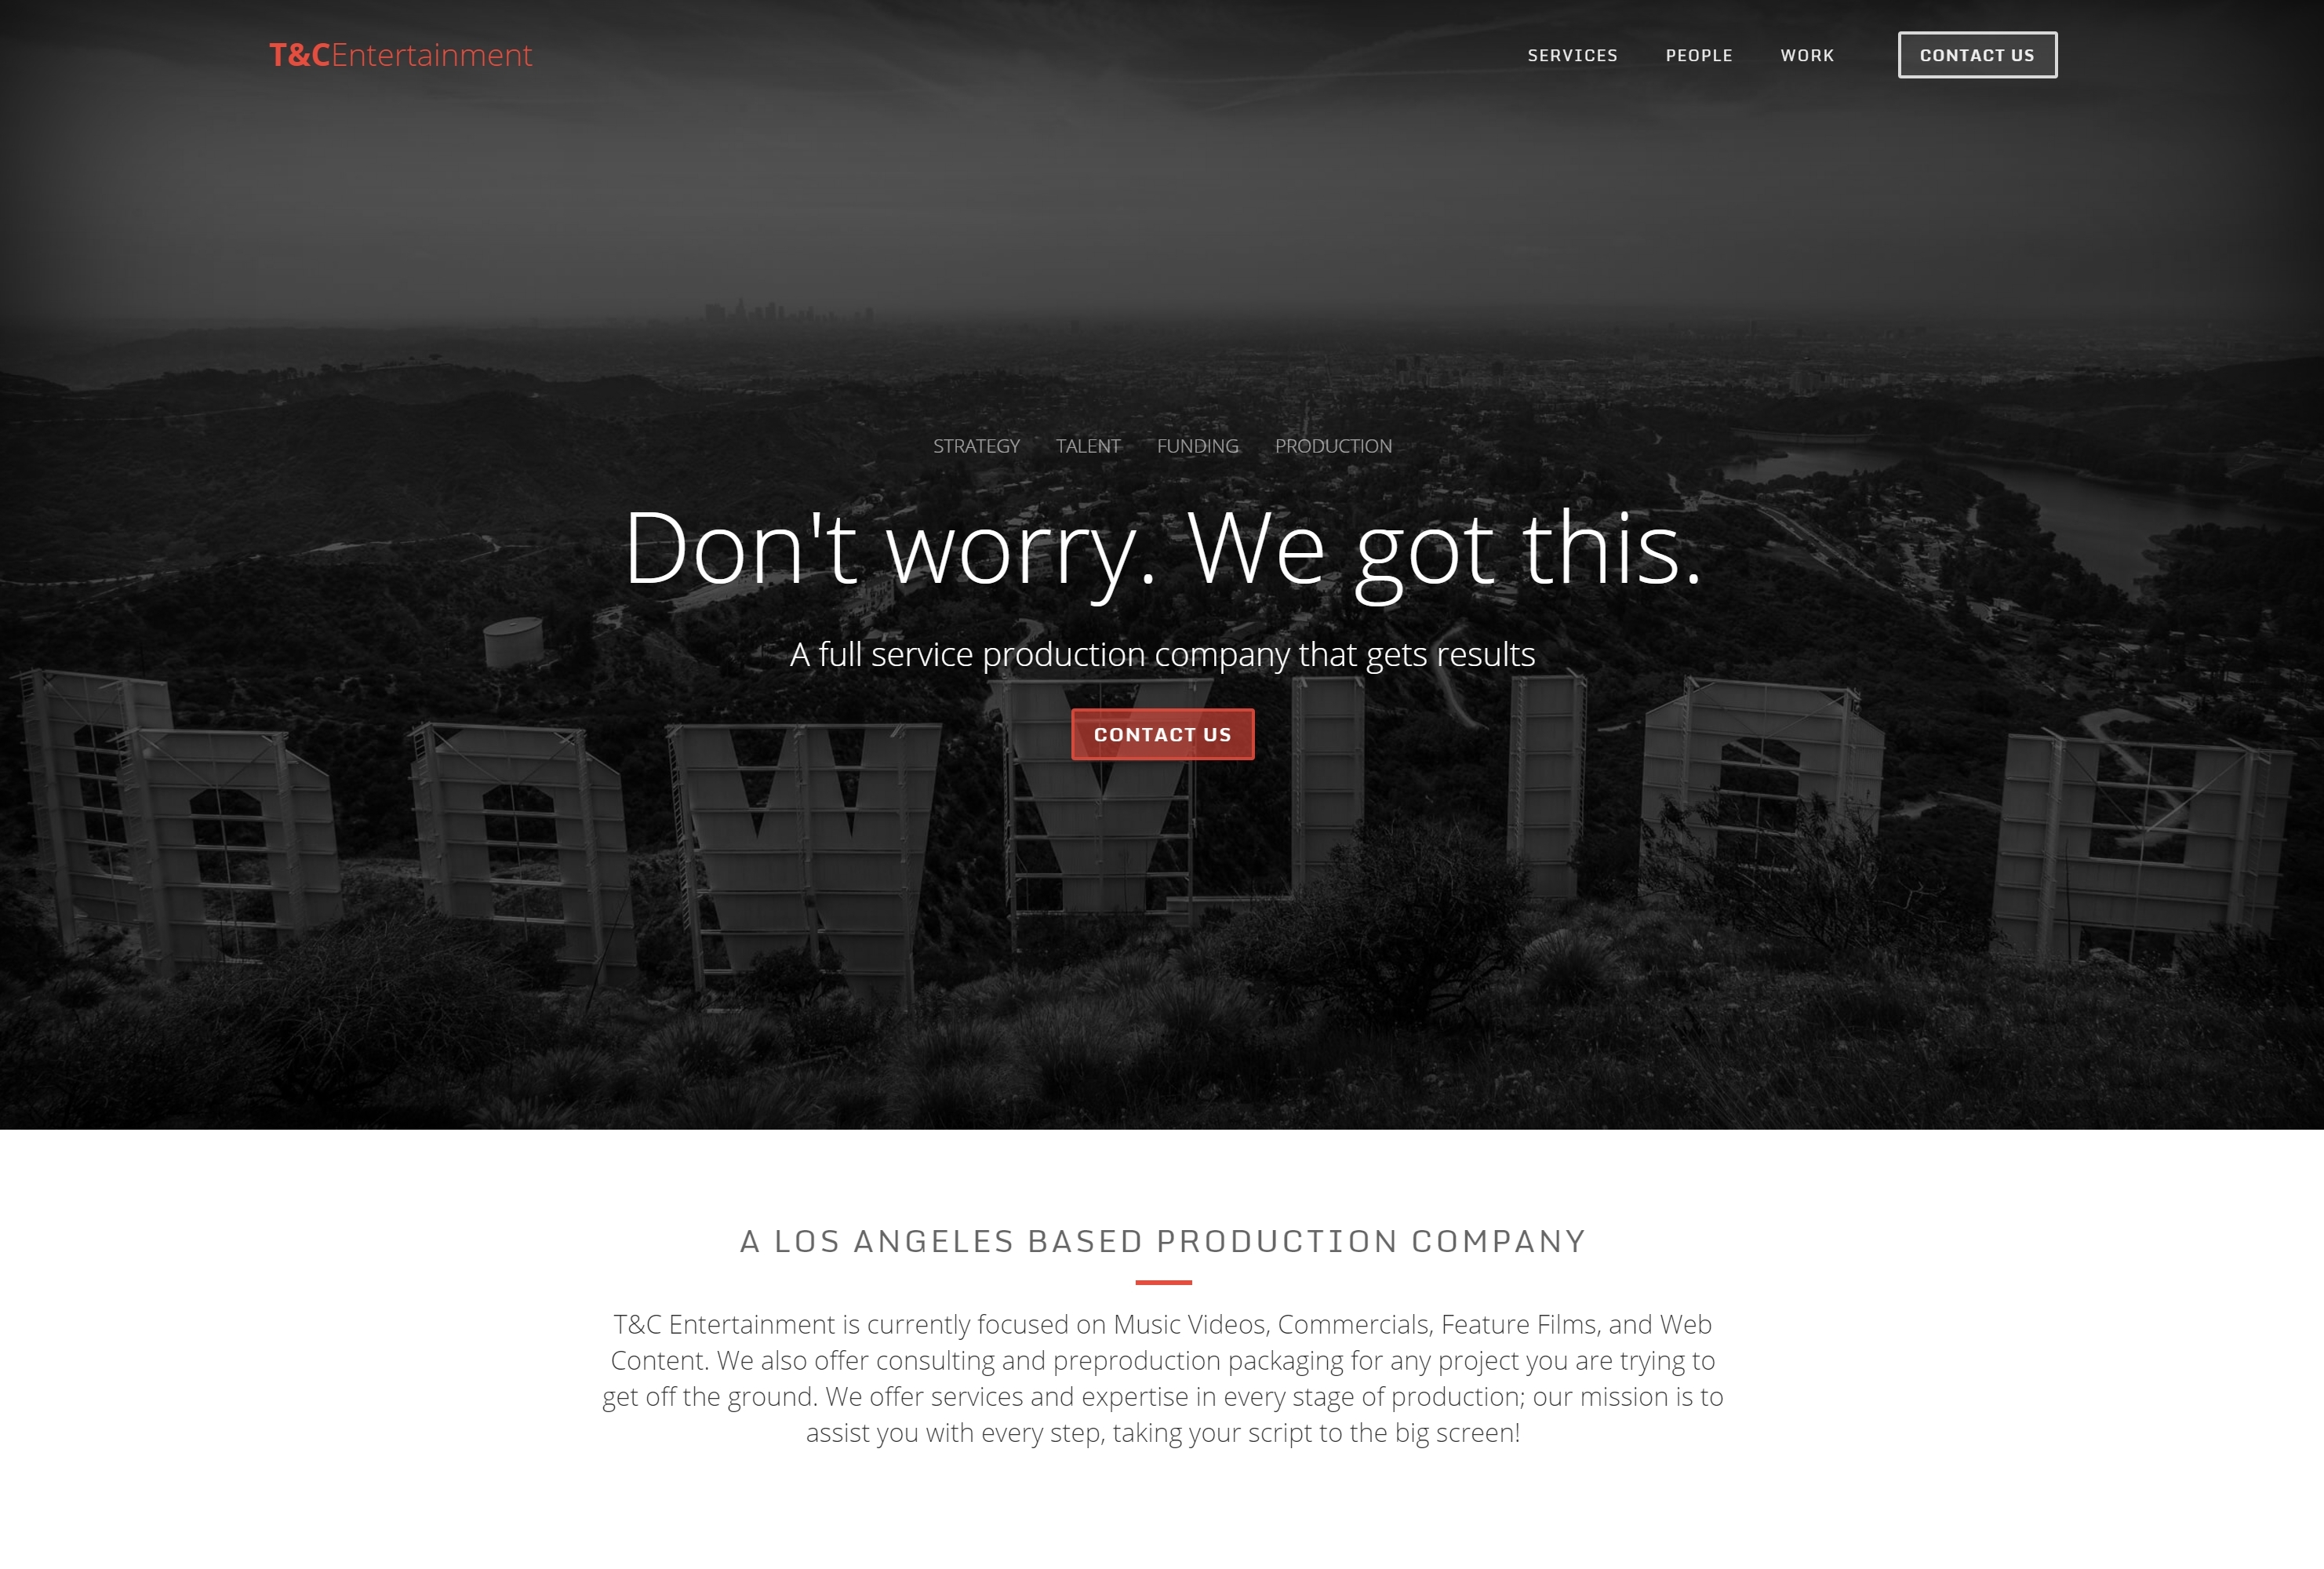 T&CEntertainment
SERVICES PEOPLE WORK CONTACT US
STRATEGY TALENT FUNDING PRODUCTION
Don't worry. We got this.
A full service production company that gets results
CONTACT US
A LOS ANGELES BASED PRODUCTION COMPANY
T&C Entertainment is currently focused on Music Videos, Commercials, Feature Films, and Web
Content. We also offer consulting and preproduction packaging for any project you are trying to
get off the ground. We offer services and expertise in every stage of production; our mission is to
assist you with every step, taking your script to the big screen!